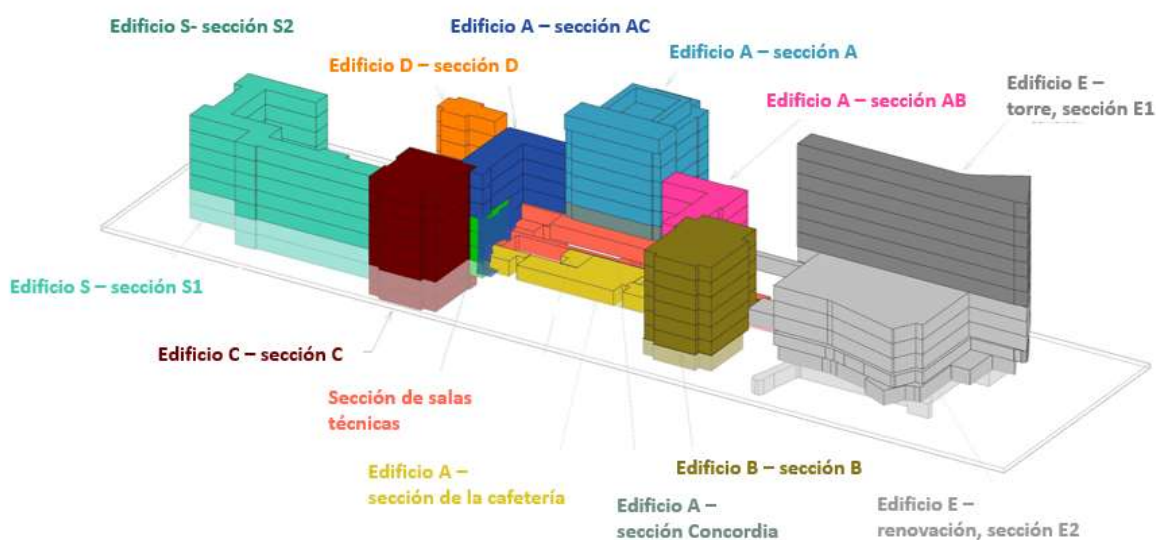 Edificio S- sección S2
Edificio A – sección AC
Edificio D – sección D
Edificio A – sección A
Edificio A – sección AB
Edificio E –
torre, sección E1
Edificio S – sección S1
Edificio C – sección C
Sección de salas
técnicas
Edificio A –
sección de la cafetería
Edificio B – sección B
Edificio A –
sección Concordia
Edificio E –
renovación, sección E2